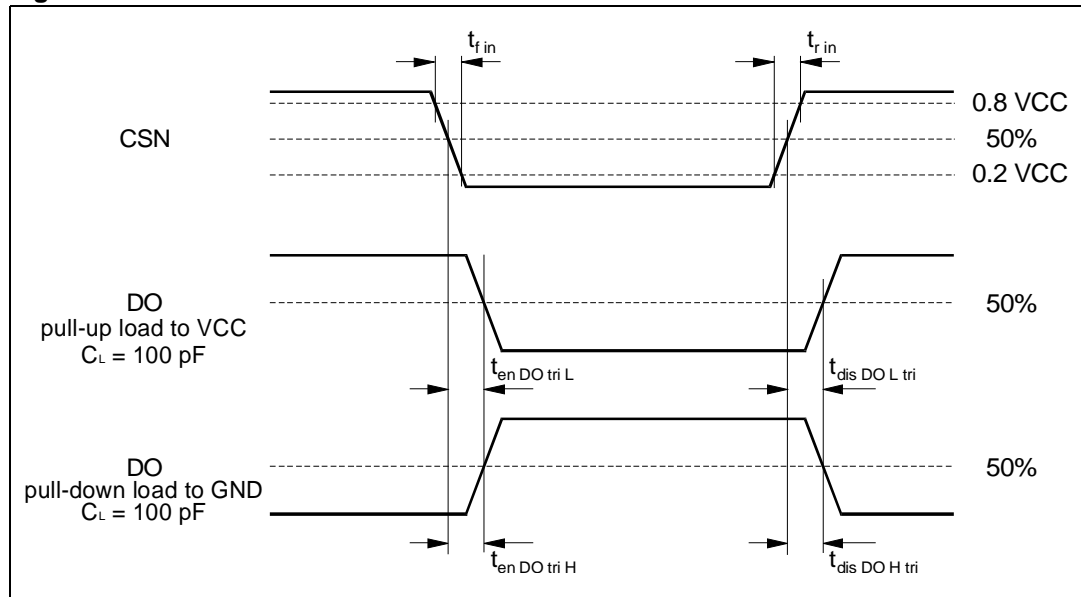 t f in
t r in
0.8 VCC
CSN
50%
0.2 VCC
DO
50%
pull-up load to VCC
CL = 100 pF
t en DO tri L
t dis DO L tri
DO
50%
pull-down load to GND
CL = 100 pF
t en DO tri H
t dis DO H tri